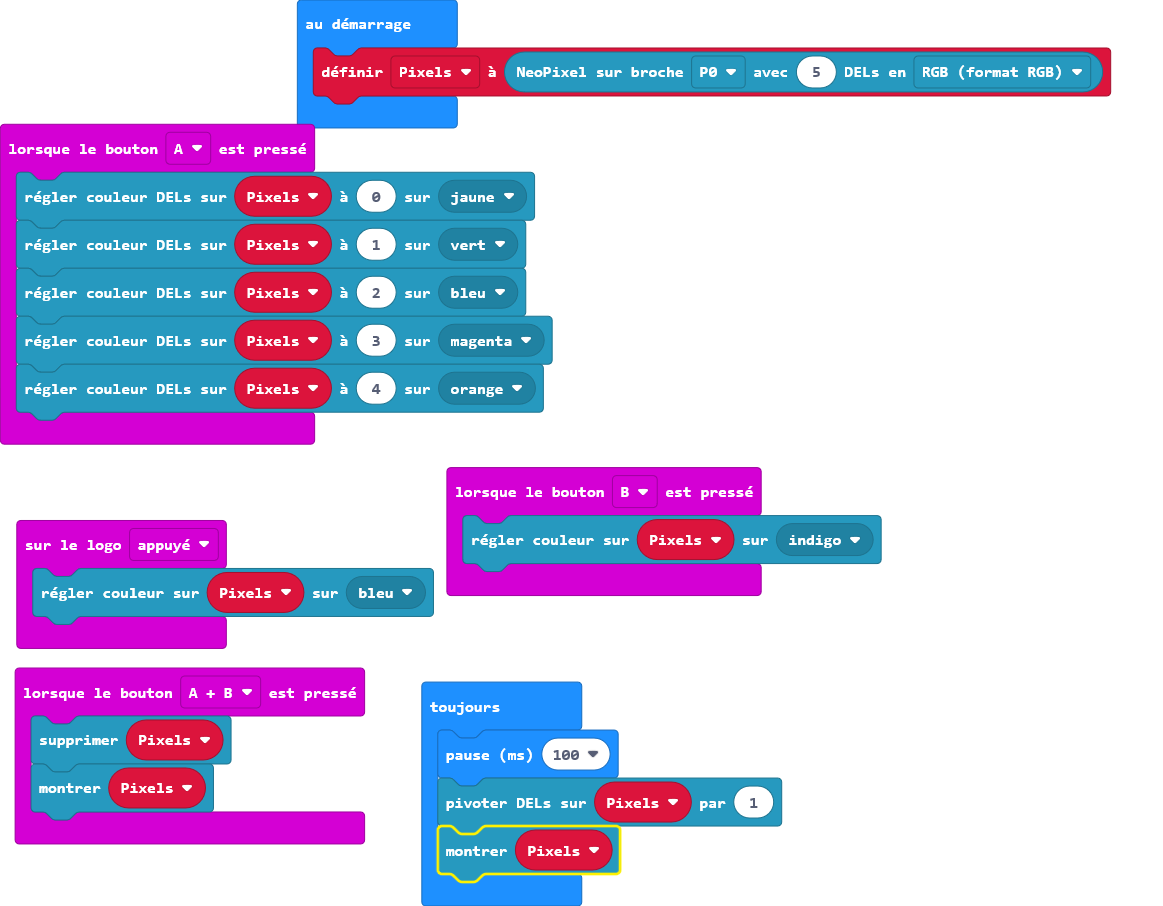 au démarrage
définir Pixels à NeoPixel sur broche P0 avec 5 DELs en RGB (format RGB)
lorsque le bouton A est pressé
régler couleur DELs sur Pixels à 0 sur jaune
régler couleur DELs sur Pixels à 1 sur vert
régler couleur DELs sur Pixels à 2 sur bleu
régler couleur DELs sur Pixels à 3 sur magenta
régler couleur DELs sur Pixels à 4 sur orange
lorsque le bouton B est pressé
régler couleur sur Pixels sur indigo
sur le logo appuyé
régler couleur sur Pixels sur bleu
lorsque le bouton A + B est pressé
supprimer Pixels
montrer Pixels
toujours
pause (ms) 100
pivoter DELs sur Pixels par 1
montrer Pixels